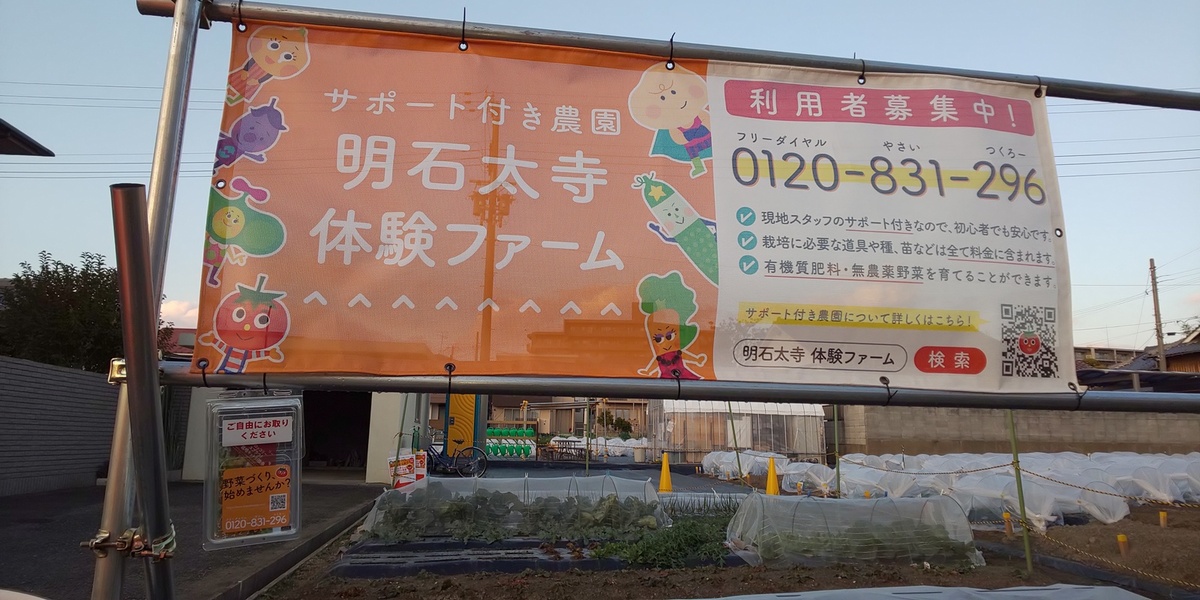 サポート付き農園
明石太寺
体験ファーム
利用者募集中!
フリーダイヤル やさい つくろー
0120-831-296
現地スタッフのサポート付きなので、初心者でも安心です。
栽培に必要な道具や種、苗などは全て料金に含まれます。
有機質肥料・無農薬野菜を育てることができます。
サポート付き農園について詳しくはこちら!
明石太寺 体験ファーム 検索
ご自由にお取り
ください
野菜づくり、
始めませんか?
0120-831-296